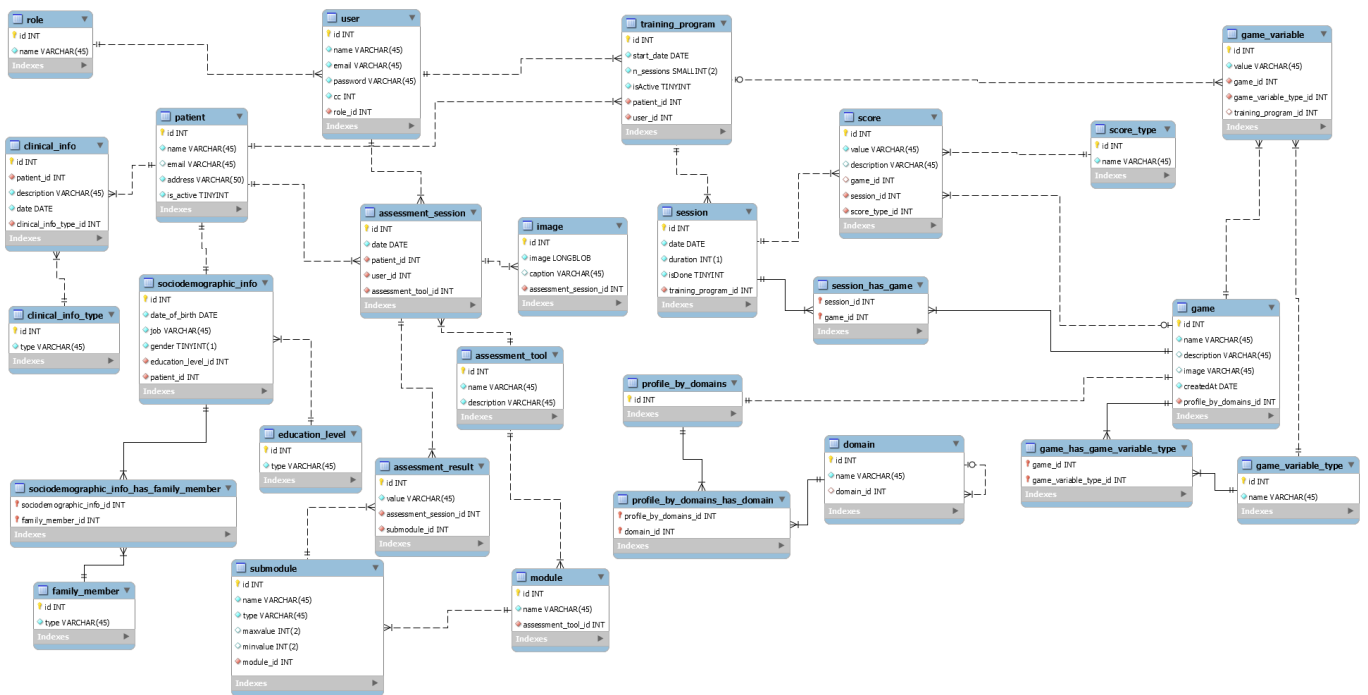 role
id INT
name VARCHAR(45)
Indexes
user
id INT
name VARCHAR(45)
email VARCHAR(45)
password VARCHAR(45)
cc INT
role_id INT
Indexes
training_program
id INT
start_date DATE
n_sessions SMALLINT(2)
isActive TINYINT
patient_id INT
user_id INT
Indexes
game_variable
id INT
value VARCHAR(45)
game_id INT
game_variable_type_id INT
training_program_id INT
Indexes
patient
id INT
name VARCHAR(45)
email VARCHAR(45)
address VARCHAR(50)
is_active TINYINT
Indexes
clinical_info
id INT
patient_id INT
description VARCHAR(45)
date DATE
clinical_info_type_id INT
Indexes
score
id INT
value VARCHAR(45)
description VARCHAR(45)
game_id INT
session_id INT
score_type_id INT
Indexes
score_type
id INT
name VARCHAR(45)
Indexes
assessment_session
id INT
date DATE
patient_id INT
user_id INT
assessment_tool_id INT
Indexes
image
id INT
image LONGBLOB
caption VARCHAR(45)
assessment_session_id INT
Indexes
session
id INT
date DATE
duration INT(1)
isDone TINYINT
training_program_id INT
Indexes
session_has_game
session_id INT
game_id INT
Indexes
sociodemographic_info
id INT
date_of_birth DATE
job VARCHAR(45)
gender TINYINT(1)
education_level_id INT
patient_id INT
Indexes
clinical_info_type
id INT
type VARCHAR(45)
Indexes
game
id INT
name VARCHAR(45)
description VARCHAR(45)
image VARCHAR(45)
createdAt DATE
profile_by_domains_id INT
Indexes
assessment_tool
id INT
name VARCHAR(45)
description VARCHAR(45)
Indexes
profile_by_domains
id INT
Indexes
education_level
id INT
type VARCHAR(45)
Indexes
domain
id INT
name VARCHAR(45)
domain_id INT
Indexes
game_has_game_variable_type
game_id INT
game_variable_type_id INT
Indexes
game_variable_type
id INT
name VARCHAR(45)
Indexes
assessment_result
id INT
value VARCHAR(45)
assessment_session_id INT
submodule_id INT
Indexes
sociodemographic_info_has_family_member
sociodemographic_info_id INT
family_member_id INT
Indexes
profile_by_domains_has_domain
profile_by_domains_id INT
domain_id INT
Indexes
submodule
id INT
name VARCHAR(45)
type VARCHAR(45)
maxvalue INT(2)
minvalue INT(2)
module_id INT
Indexes
module
id INT
name VARCHAR(45)
assessment_tool_id INT
Indexes
family_member
id INT
type VARCHAR(45)
Indexes